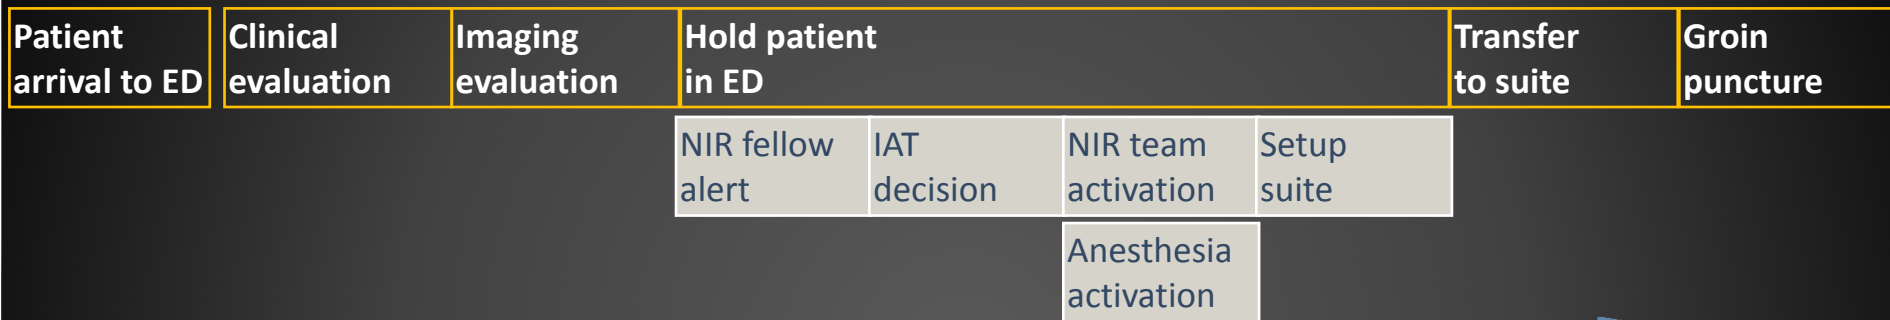 Patient
arrival to ED
Clinical
evaluation
Imaging
evaluation
Hold patient
in ED
Transfer
to suite
Groin
puncture
NIR fellow
alert
IAT
decision
NIR team
activation
Setup
suite
Anesthesia
activation